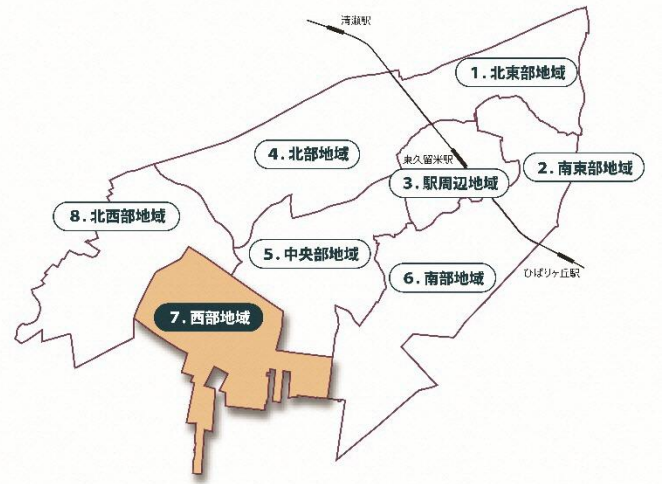 清瀬駅
1.北東部地域
4.北部地域
東久留米駅
2.南東部地域
3.駅周辺地域
8.北西部地域
5.中央部地域
6.南部地域
ひばりヶ丘駅
7.西部地域